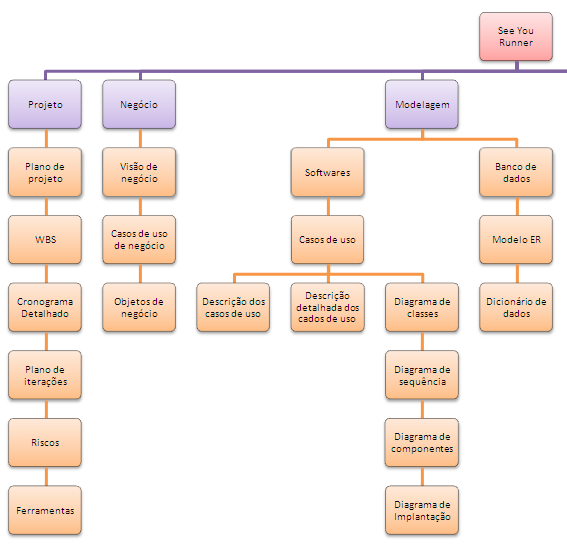 See You
Runner
Projeto
Negócio
Modelagem
Plano de
projeto
Visão de
negócio
Softwares
Banco de
dados
WBS
Casos de uso
de negócio
Casos de uso
Modelo ER
Cronograma
Detalhado
Objetos de
negócio
Descrição dos
casos de uso
Descrição
detalhada dos
cados de uso
Diagrama de
classes
Dicionário de
dados
Plano de
iterações
Diagrama de
sequência
Riscos
Diagrama de
componentes
Ferramentas
Diagrama de
Implantação